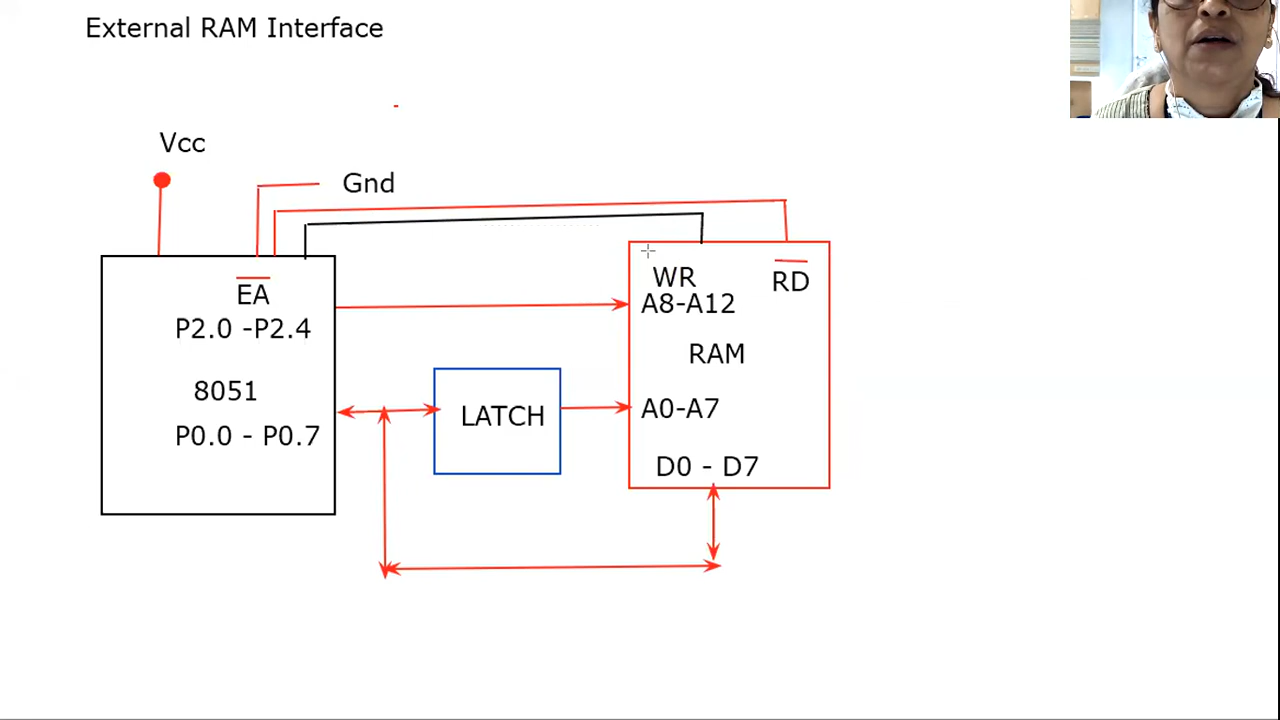 External RAM Interface
Vcc
Gnd
EA
P2.0 -P2.4
8051
P0.0 - P0.7
LATCH
WR
RD
A8-A12
RAM
A0-A7
D0 - D7